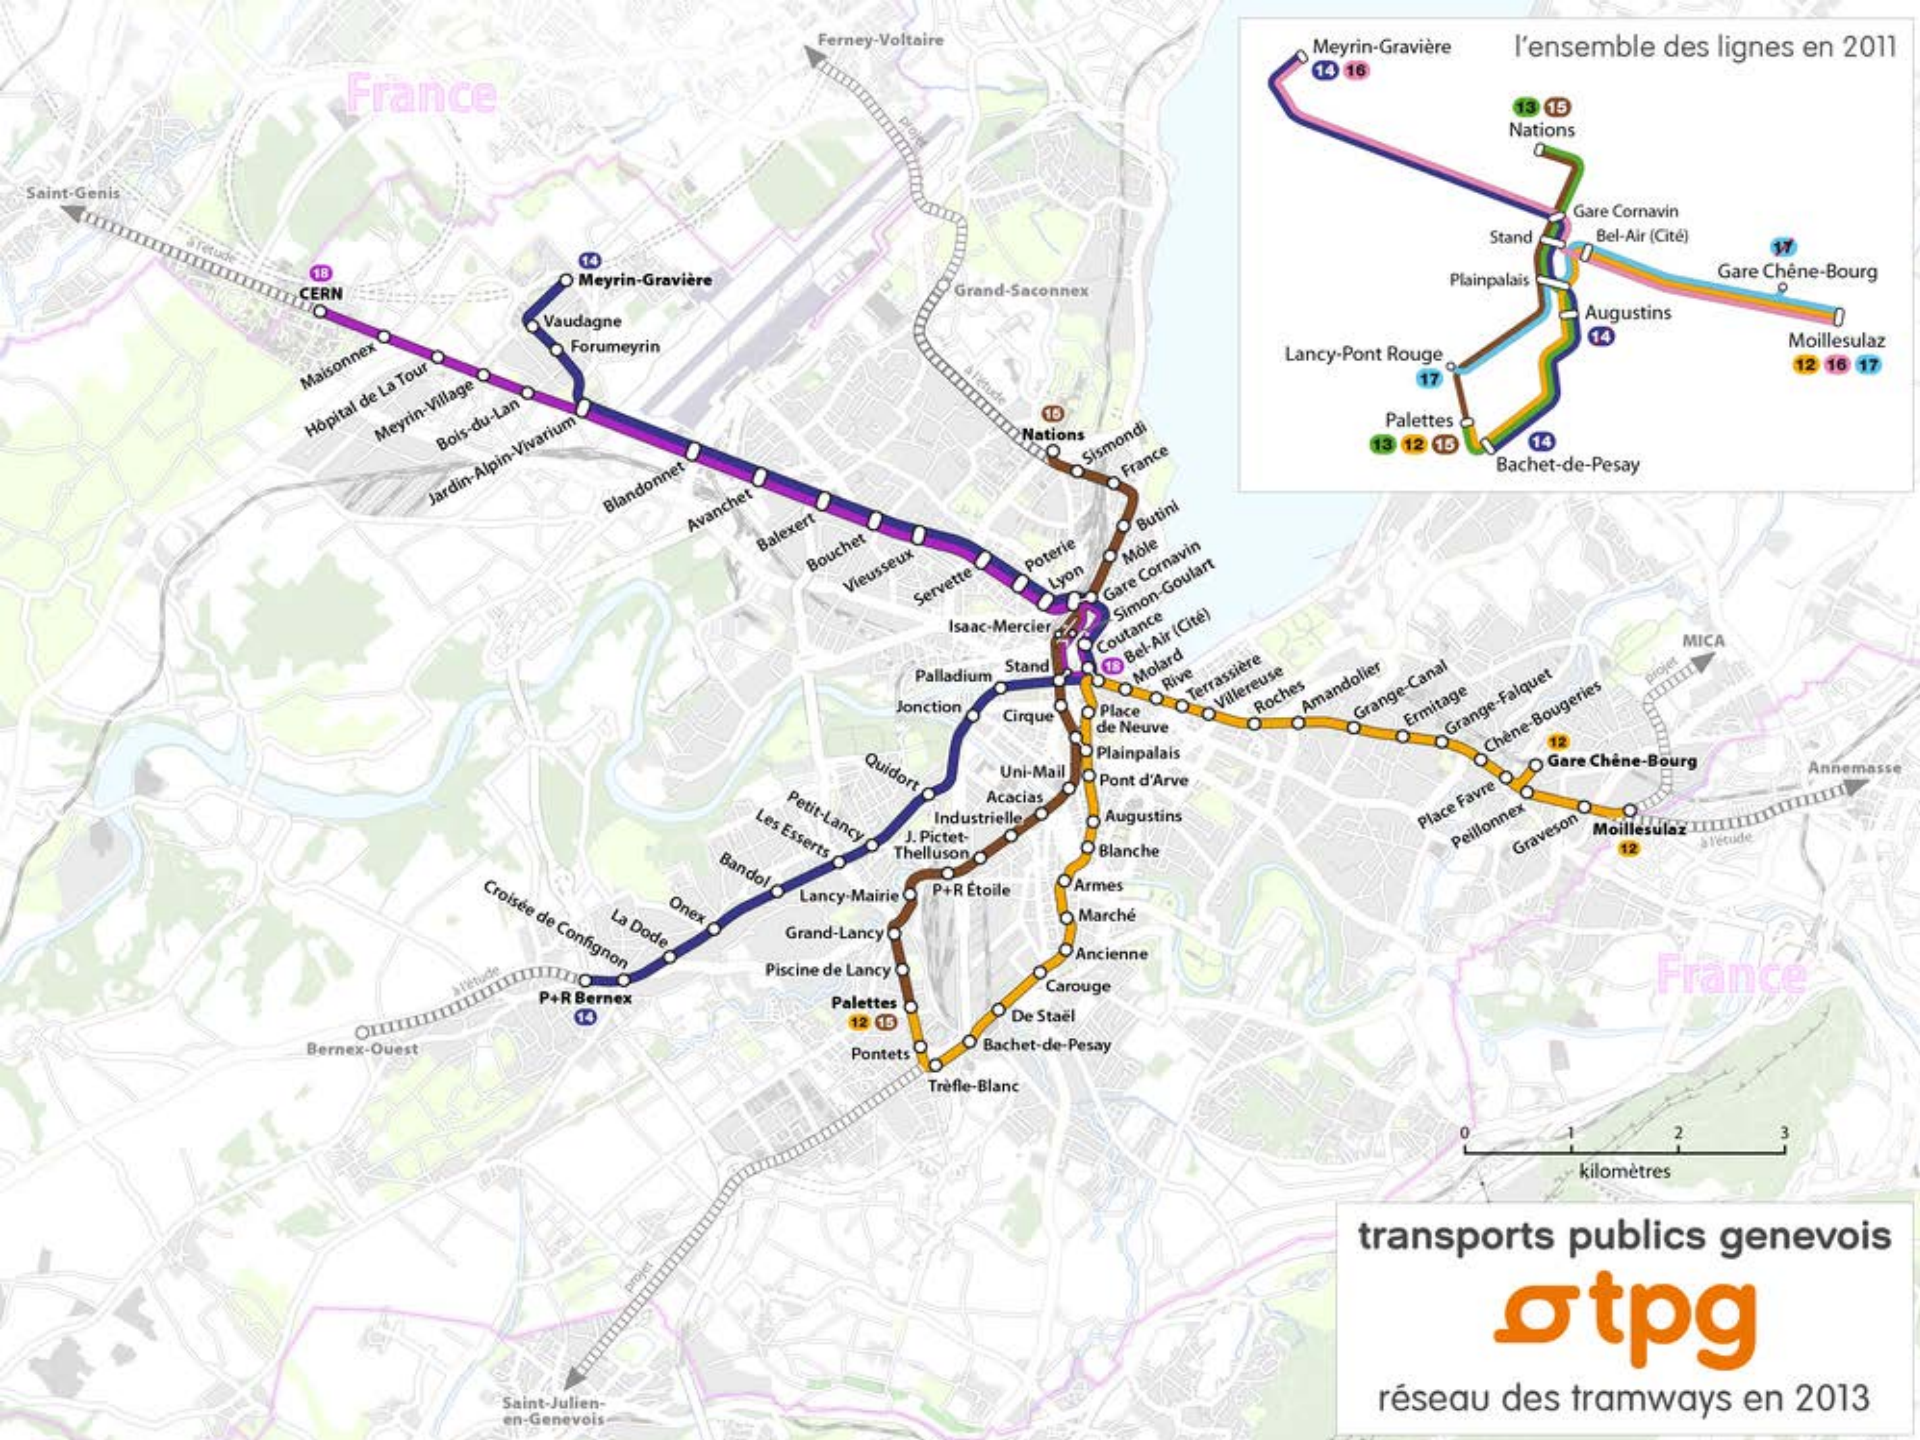 Ferney-Voltaire
France
projet
Saint-Genis
à l'étude
18
CERN
14
Meyrin-Gravière
Vaudagne
Forumeyrin
Maisonnex
Hôpital de La Tour
Meyrin-Village
Bois-du-Lan
Jardin-Alpin-Vivarium
Blandonnet
Avanchet
Balexert
Bouchet
Vieusseux
Servette
Poterie
Lyon
Grand-Saconnex
à l'étude
15
Nations
Sismondi
France
Butini
Môle
Gare Cornavin
Simon-Goulart
Isaac-Mercier
Coutance
18
Bel-Air (Cité)
Stand
Palladium
Jonction
Cirque
Molard
Rive
Terrassière
Villereuse
Roches
Amandolier
Grange-Canal
Ermitage
Grange-Falquet
Chêne-Bougeries
12
Gare Chêne-Bourg
Place Favre
Peillonnex
Graveson
Moillesulaz
12
MICA
projet
Annemasse
à l'étude
Place
de Neuve
Plainpalais
Uni-Mail
Pont d'Arve
Acacias
Industrielle
Augustins
J. Pictet-
Thelluson
Blanche
P+R Étoile
Armes
Lancy-Mairie
Marché
Grand-Lancy
Ancienne
Piscine de Lancy
Carouge
Palettes
12 15
De Staël
Pontets
Bachet-de-Pesay
Trèfle-Blanc
Quidort
Petit-Lancy
Les Esserts
Bandol
Onex
La Dode
Croisée de Confignon
P+R Bernex
14
à l'étude
Bernex-Ouest
projet
Saint-Julien-
en-Genevois
France
l'ensemble des lignes en 2011
Meyrin-Gravière
14 16
13 15
Nations
Gare Cornavin
Stand
Bel-Air (Cité)
17
Gare Chêne-Bourg
Plainpalais
Augustins
14
Moillesulaz
12 16 17
Lancy-Pont Rouge
17
Palettes
13 12 15
14
Bachet-de-Pesay
0 1 2 3
kilomètres
transports publics genevois
tpg
réseau des tramways en 2013